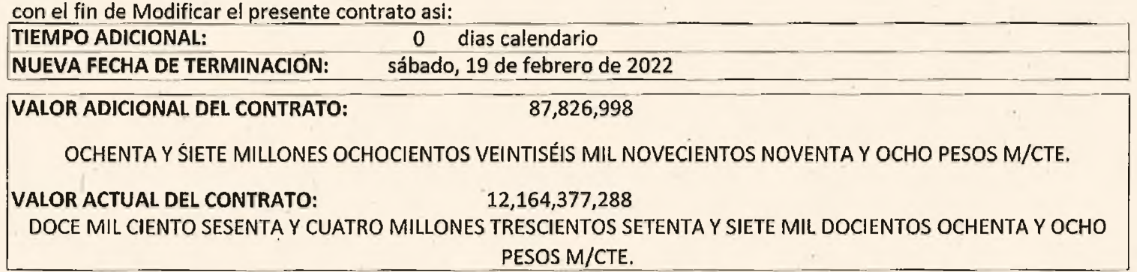 con el fin de Modificar el presente contrato asi:
TIEMPO ADICIONAL: 0 dias calendario
NUEVA FECHA DE TERMINACIÓN: sábado, 19 de febrero de 2022
VALOR ADICIONAL DEL CONTRATO: 87,826,998
OCHENTA Y SIETE MILLONES OCHOCIENTOS VEINTISÉIS MIL NOVECIENTOS NOVENTA Y OCHO PESOS M/CTE.
VALOR ACTUAL DEL CONTRATO: 12,164,377,288
DOCE MIL CIENTO SESENTA Y CUATRO MILLONES TRESCIENTOS SETENTA Y SIETE MIL DOCIENTOS OCHENTA Y OCHO
PESOS M/CTE.